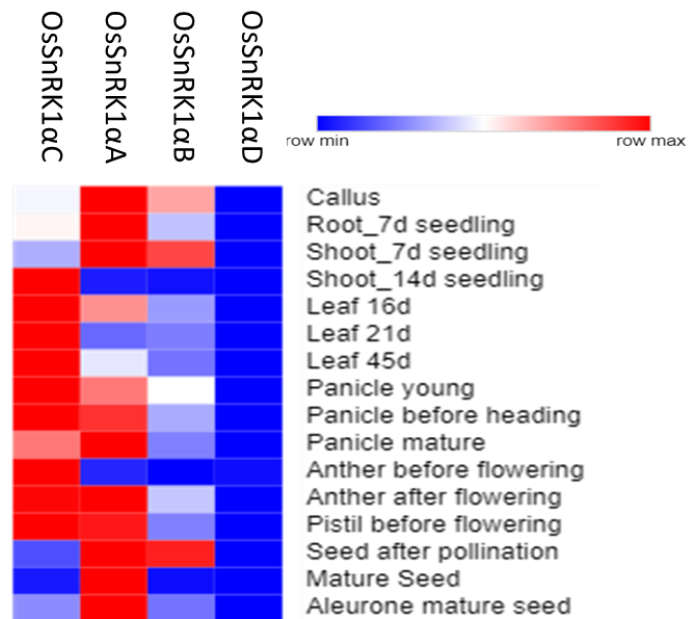 OsSnRK1αC
OsSnRK1αA
OsSnRK1αB
OsSnRK1αD
row min
row max
Callus
Root_7d seedling
Shoot_7d seedling
Shoot_14d seedling
Leaf 16d
Leaf 21d
Leaf 45d
Panicle young
Panicle before heading
Panicle mature
Anther before flowering
Anther after flowering
Pistil before flowering
Seed after pollination
Mature Seed
Aleurone mature seed